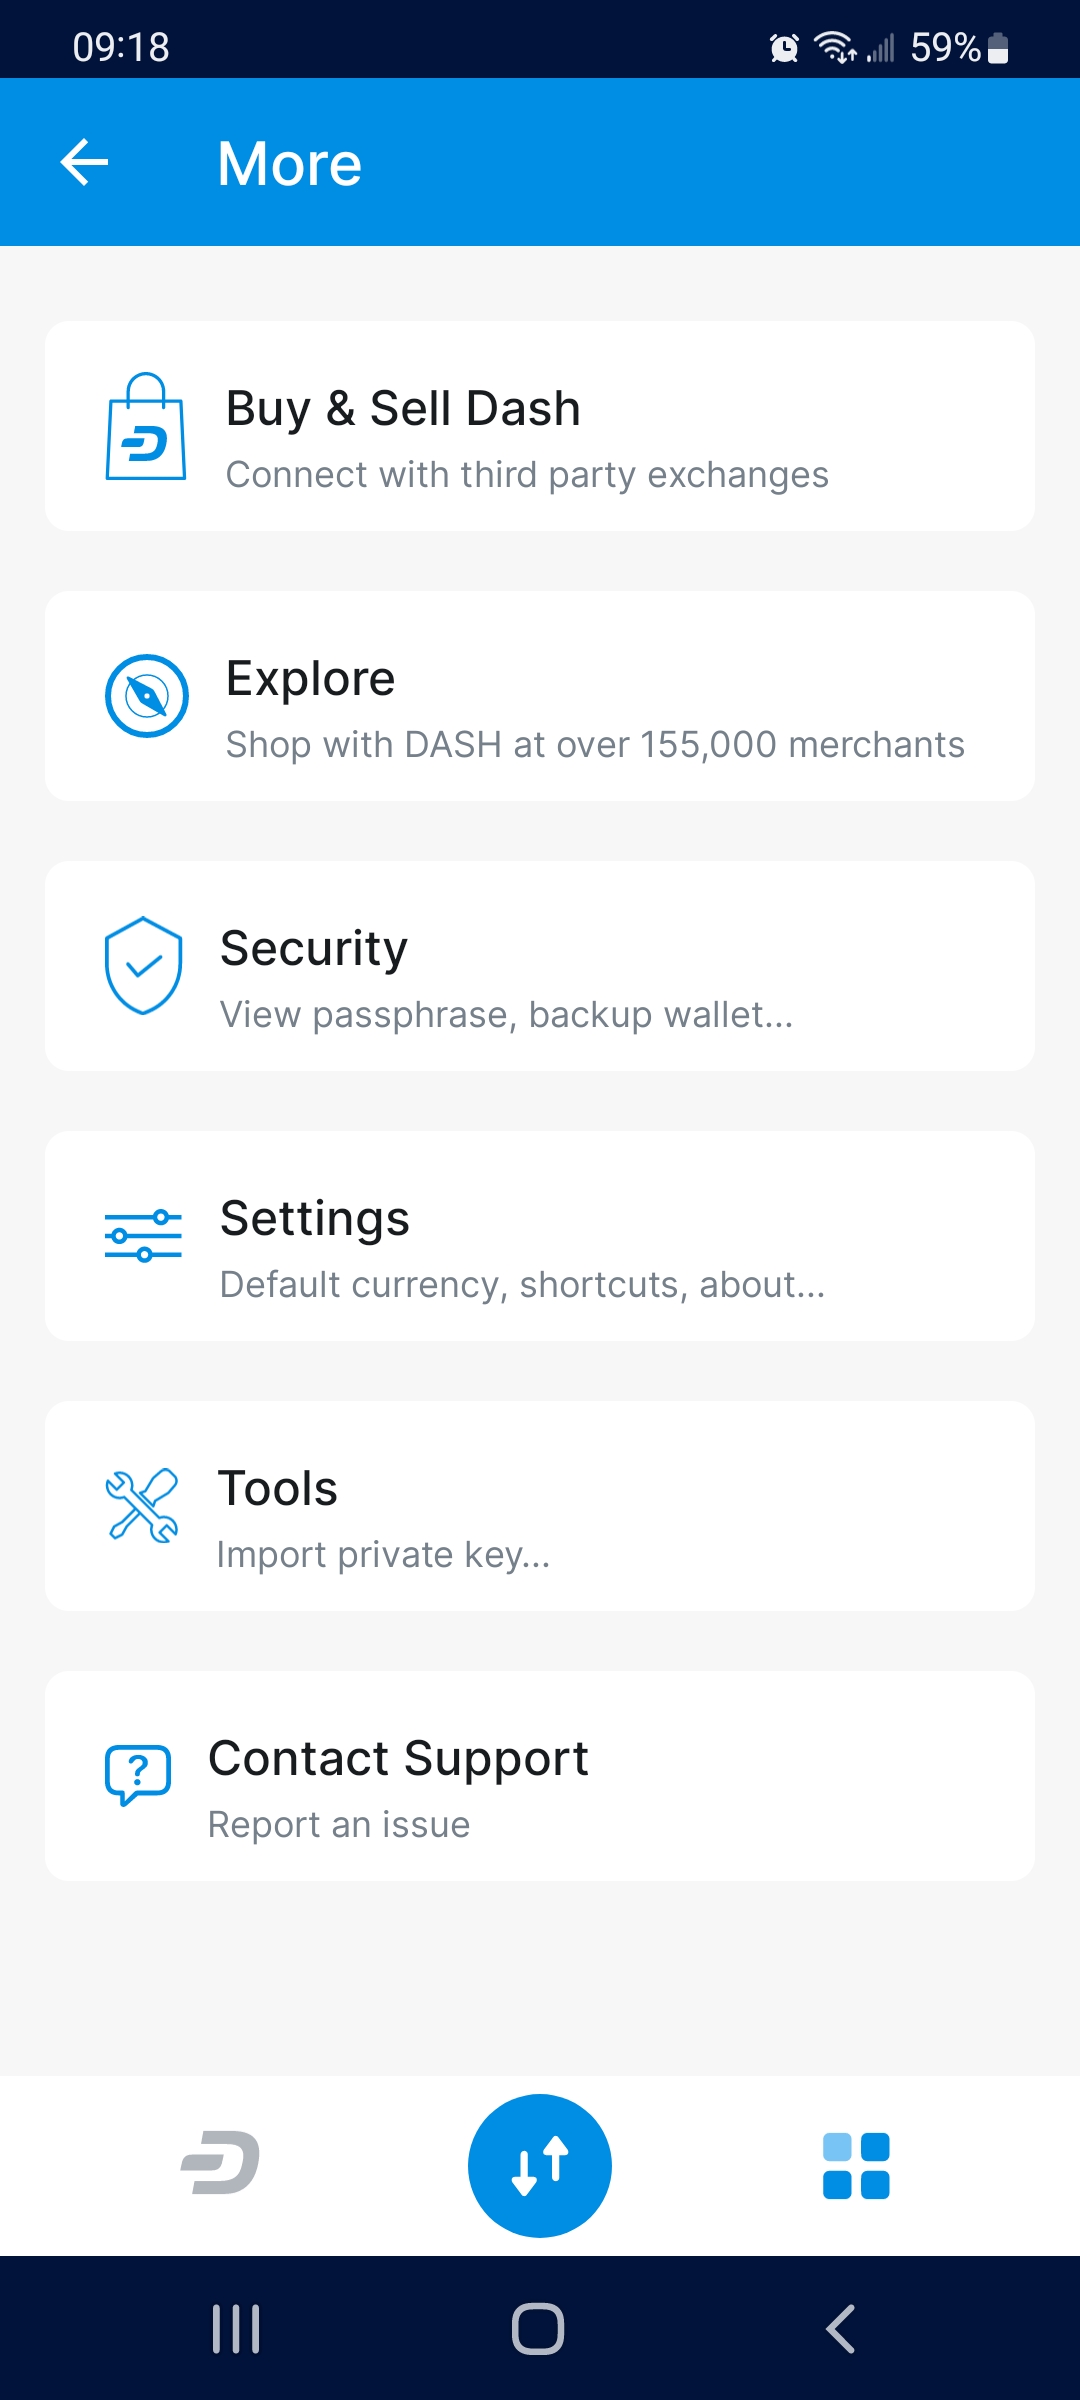 09:18
59%
More
Buy & Sell Dash
Connect with third party exchanges
Explore
Shop with DASH at over 155,000 merchants
Security
View passphrase, backup wallet...
Settings
Default currency, shortcuts, about...
Tools
Import private key...
Contact Support
Report an issue